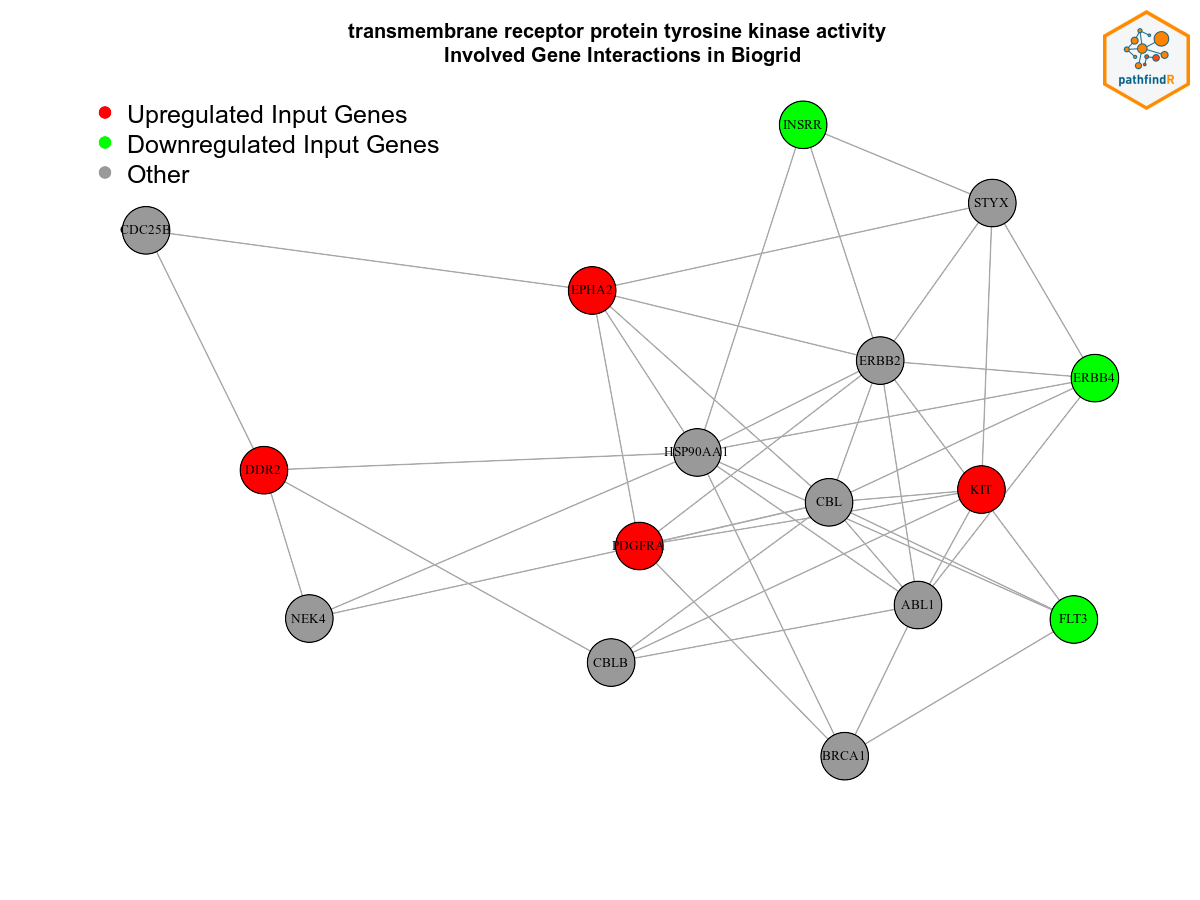 transmembrane receptor protein tyrosine kinase activity
Involved Gene Interactions in Biogrid
pathfindR
Upregulated Input Genes
Downregulated Input Genes
Other
INSRR
STYX
CDC25B
EPHA2
ERBB2
ERBB4
HSP90AA1
DDR2
KIT
CBL
PDGFRA
ABL1
NEK4
FLT3
CBLB
BRCA1